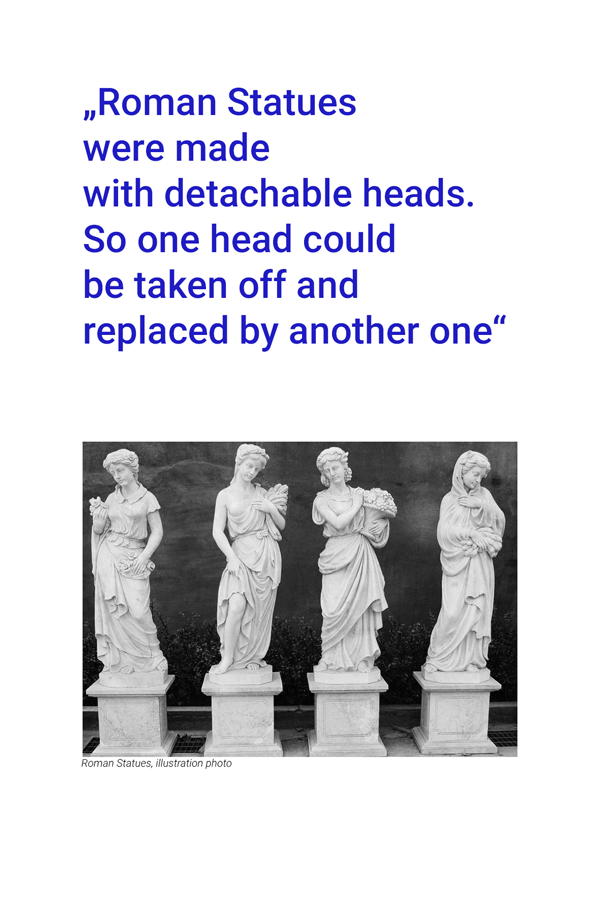 „Roman Statues
were made
with detachable heads.
So one head could
be taken off and
replaced by another one“
Roman Statues, illustration photo